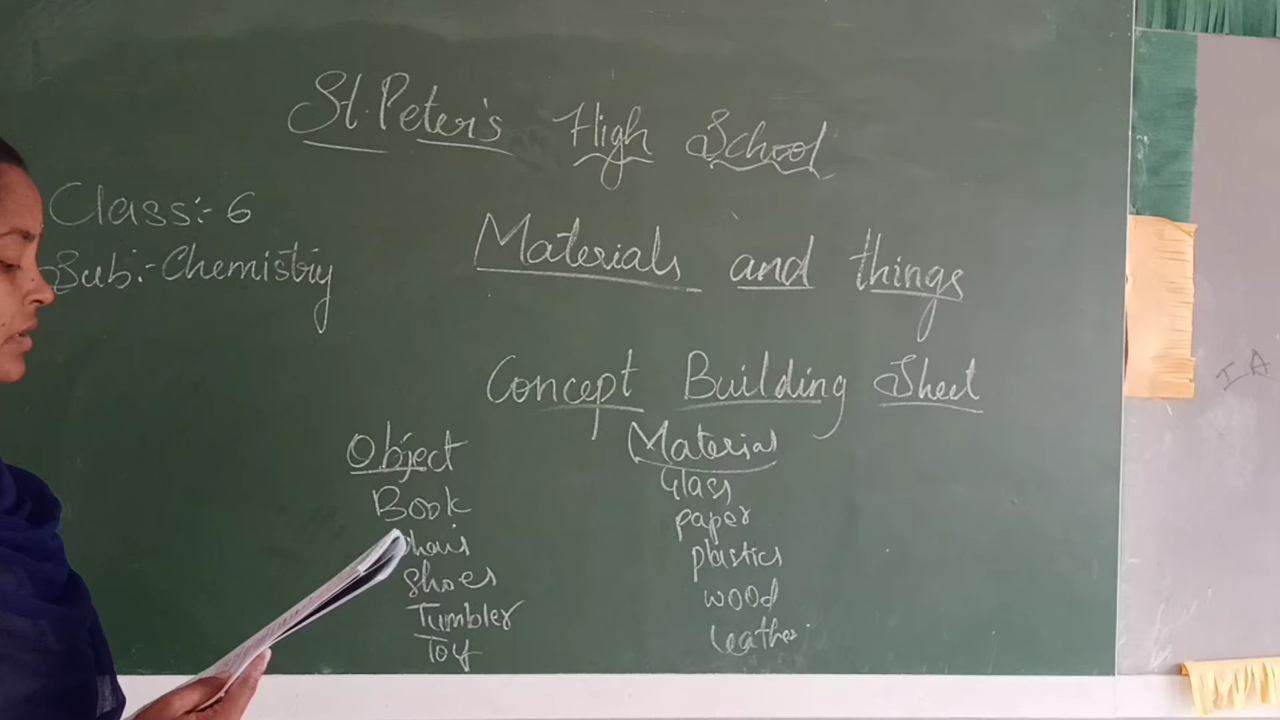 St. Peter's High School
Class:- 6
Sub:- Chemistry
Materials and things
Concept Building Sheet
Object Material
Book Glass
Chair paper
Shoes plastics
Tumbler wood
Toy leather
I A